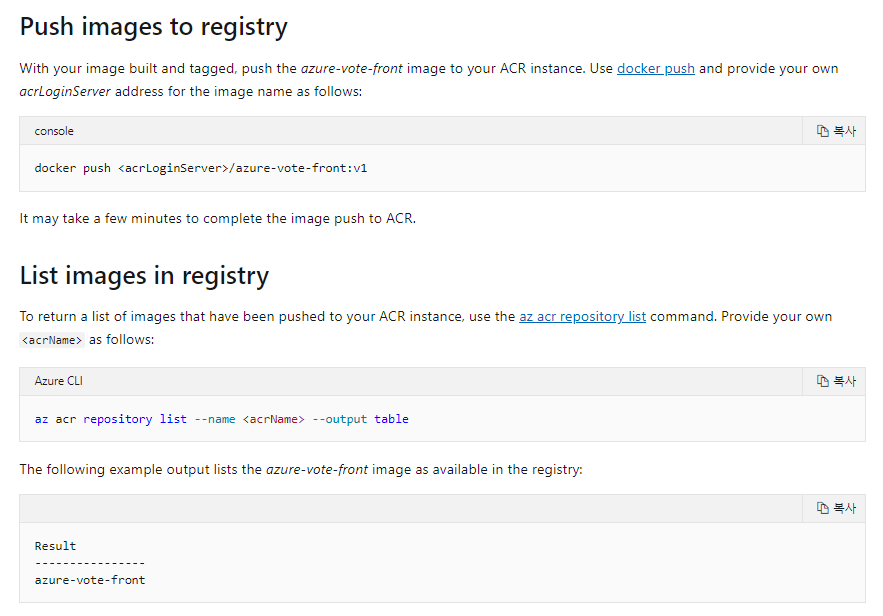 Push images to registry
With your image built and tagged, push the azure-vote-front image to your ACR instance. Use docker push and provide your own
acrLoginServer address for the image name as follows:
console 복사
docker push <acrLoginServer>/azure-vote-front:v1
It may take a few minutes to complete the image push to ACR.
List images in registry
To return a list of images that have been pushed to your ACR instance, use the az acr repository list command. Provide your own
<acrName> as follows:
Azure CLI 복사
az acr repository list --name <acrName> --output table
The following example output lists the azure-vote-front image as available in the registry:
복사
Result
----------------
azure-vote-front